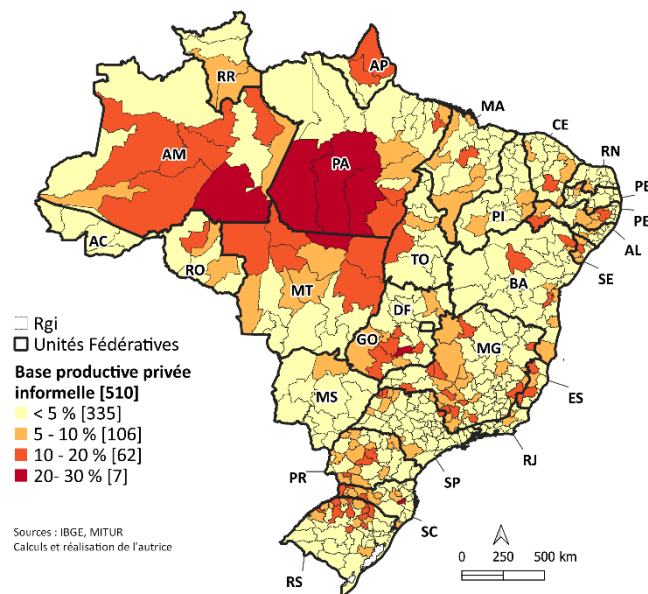 AP
RR
MA
CE
RN
AM
PA
PB
PE
PI
AC
TO
AL
RO
SE
BA
MT
DF
GO
MG
MS
ES
RJ
SP
PR
SC
RS
Rgi
Unités Fédératives
Base productive privée
informelle [510]
< 5 % [335]
5 - 10 % [106]
10 - 20 % [62]
20- 30 % [7]
Sources : IBGE, MITUR
Calculs et réalisation de l'autrice
0 250 500 km